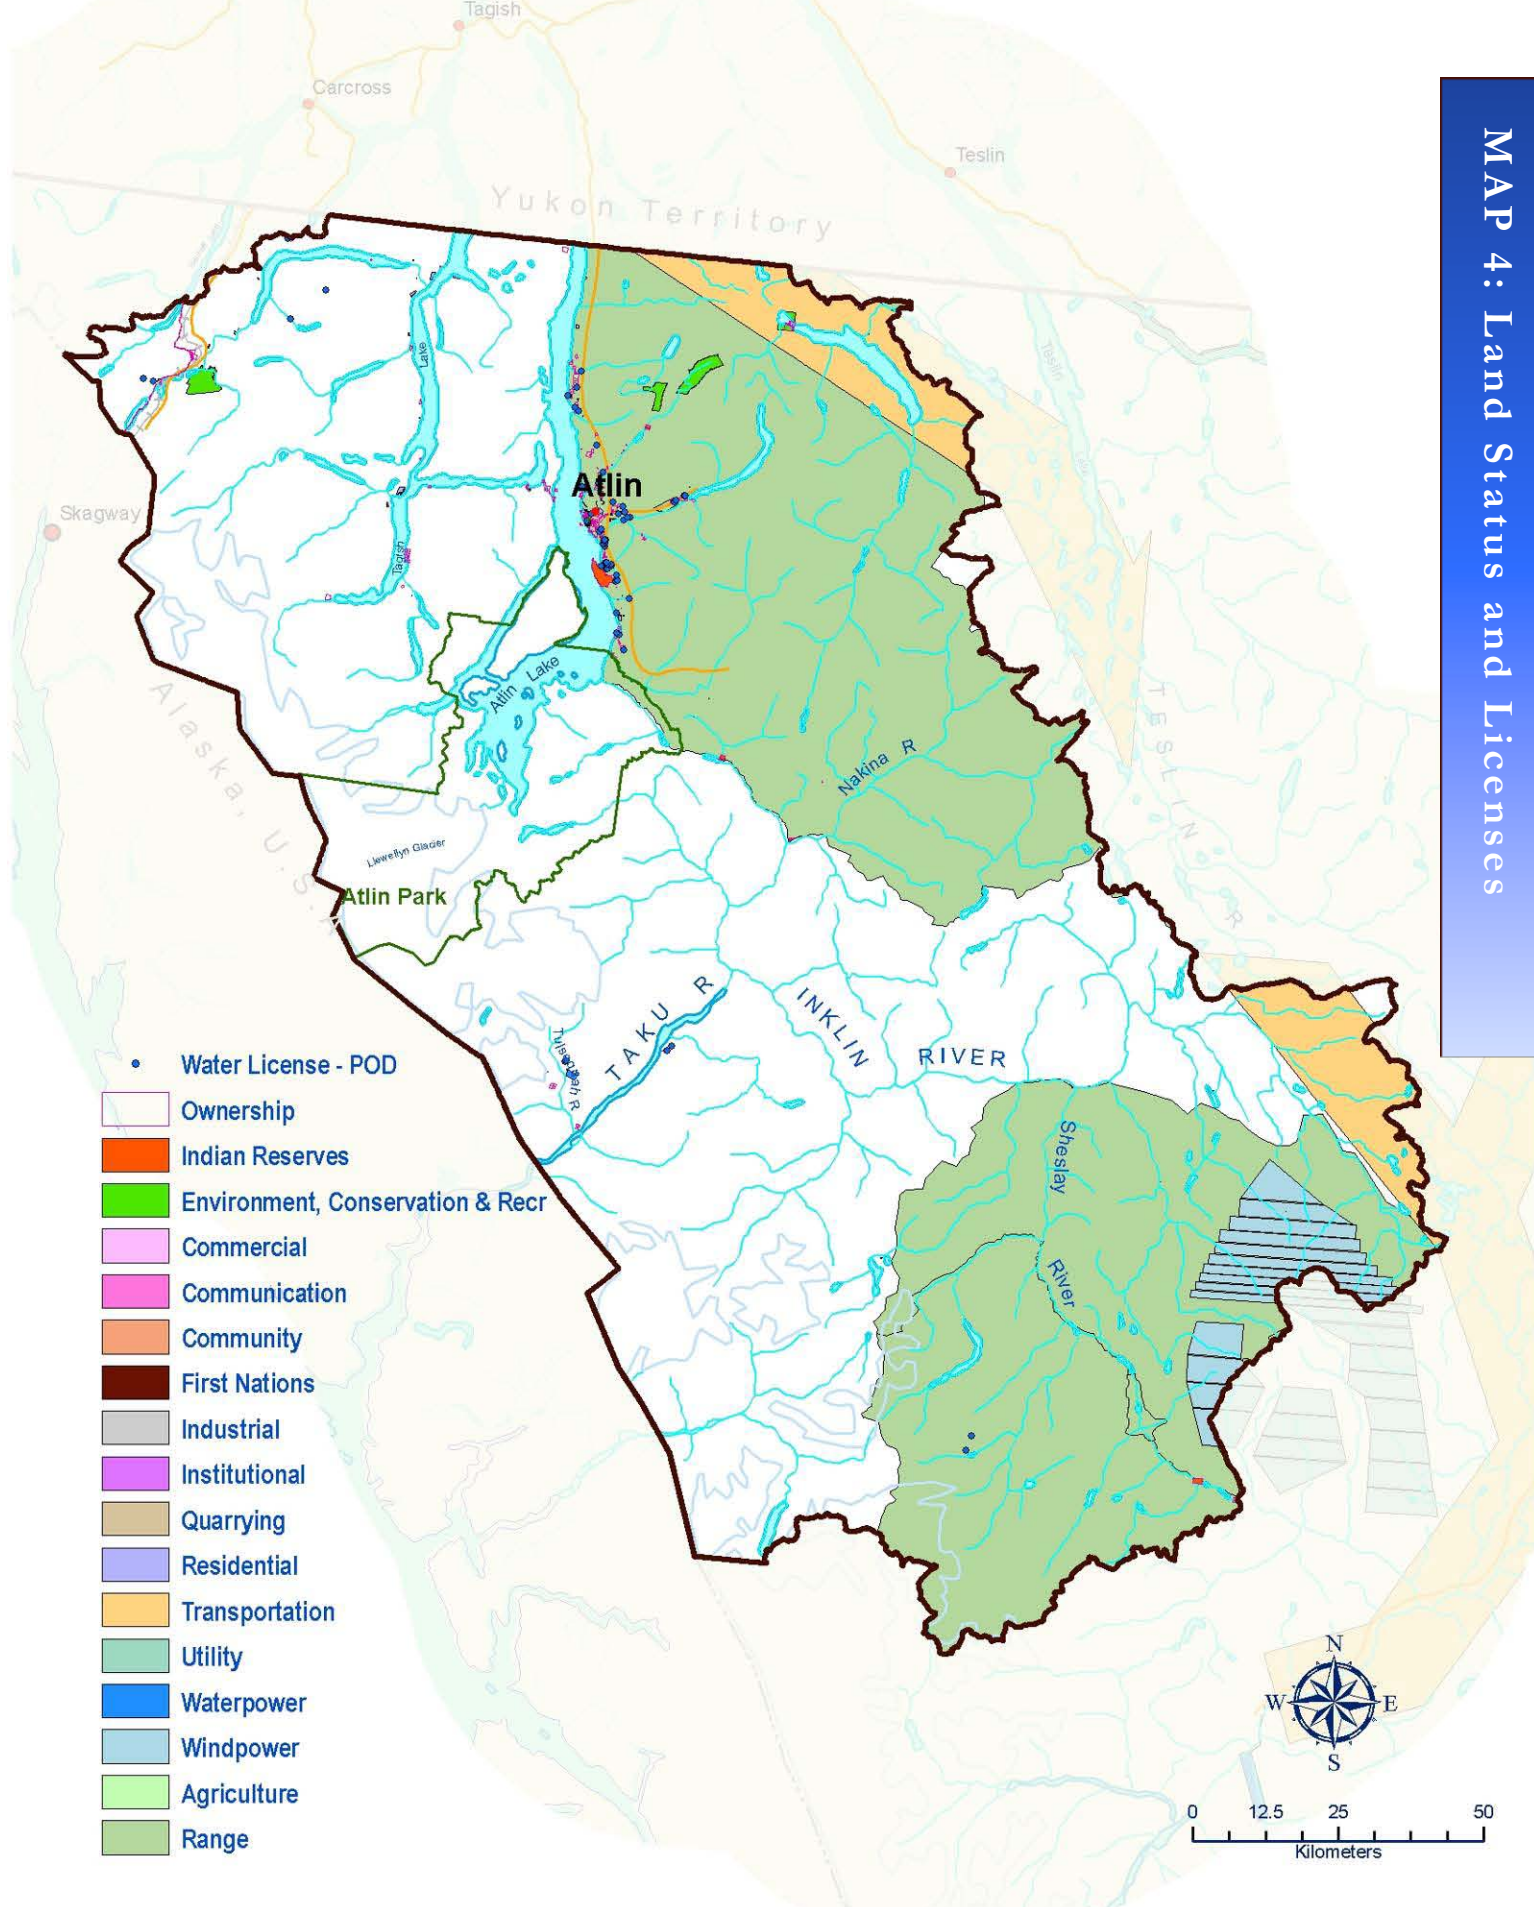 Tagish
Carcross
Teslin
Yukon Territory
MAP 4: Land Status and Licenses
Lake
Teslin
Atlin
Skagway
Tagish
Atlin Lake
Alaska, U.S.A
TESLIN
R
Nakina R
Llewellyn Glacier
Atlin Park
TAKU R
INKLIN
RIVER
Tulsequah R
Sheslay
River
Water License - POD
Ownership
Indian Reserves
Environment, Conservation & Recr
Commercial
Communication
Community
First Nations
Industrial
Institutional
Quarrying
Residential
Transportation
Utility
Waterpower
Windpower
Agriculture
Range
N
W E
S
0 12.5 25 50
Kilometers